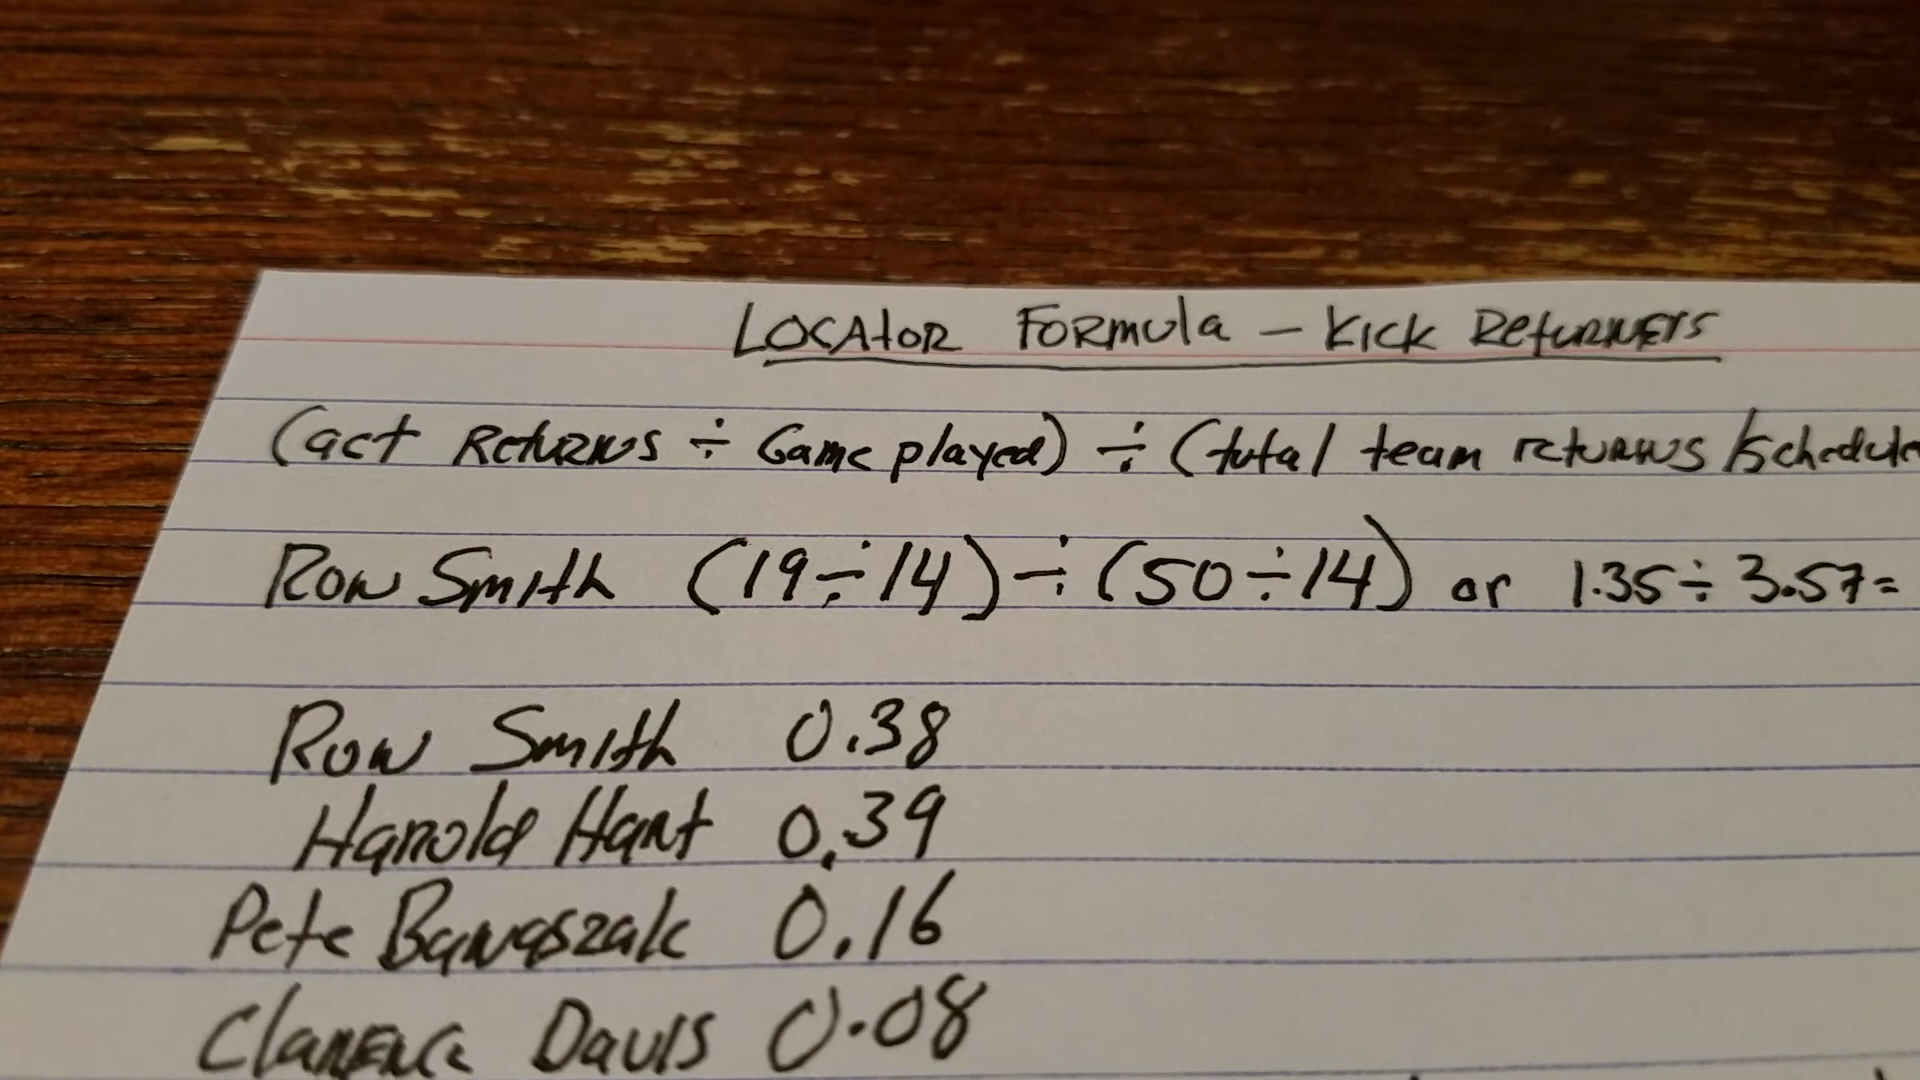 Locator Formula – Kick Returners
(act Returns ÷ Game played) ÷ (total team returns / schedule
Ron Smith (19÷14)÷(50÷14) or 1.35÷3.57=
Ron Smith 0.38
Harold Hart 0.39
Pete Banaszak 0.16
Clarence Davis 0.08